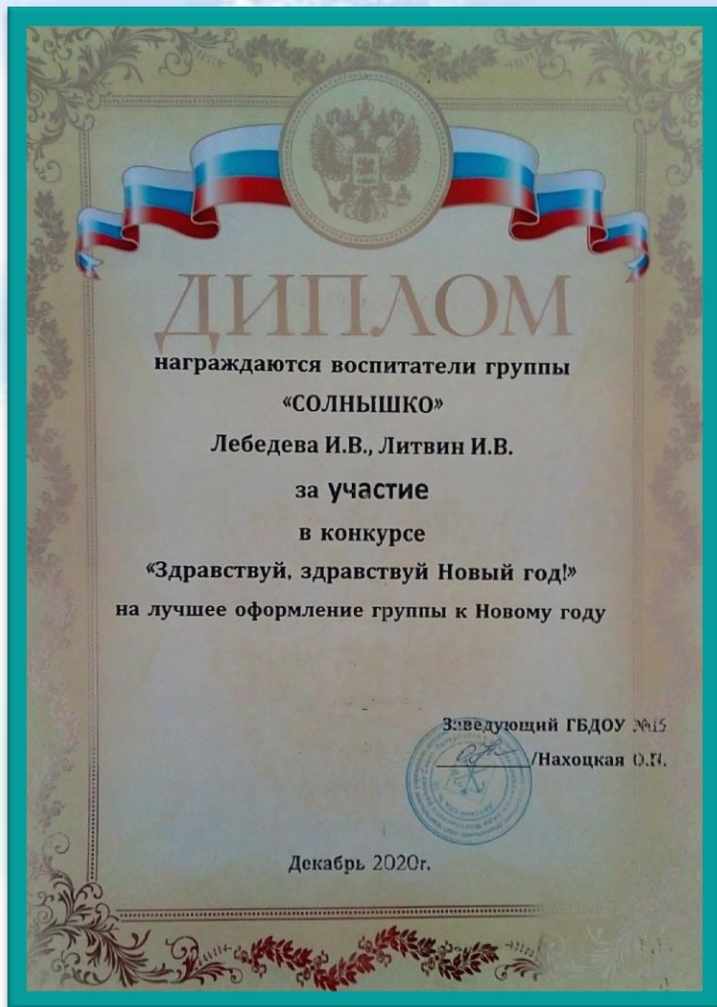 ДИПЛОМ
награждаются воспитатели группы
«СОЛНЫШКО»
Лебедева И.В., Литвин И.В.
за участие
в конкурсе
«Здравствуй, здравствуй Новый год!»
на лучшее оформление группы к Новому году
Заведующий ГБДОУ №15
/Нахоцкая О.П.
Декабрь 2020г.